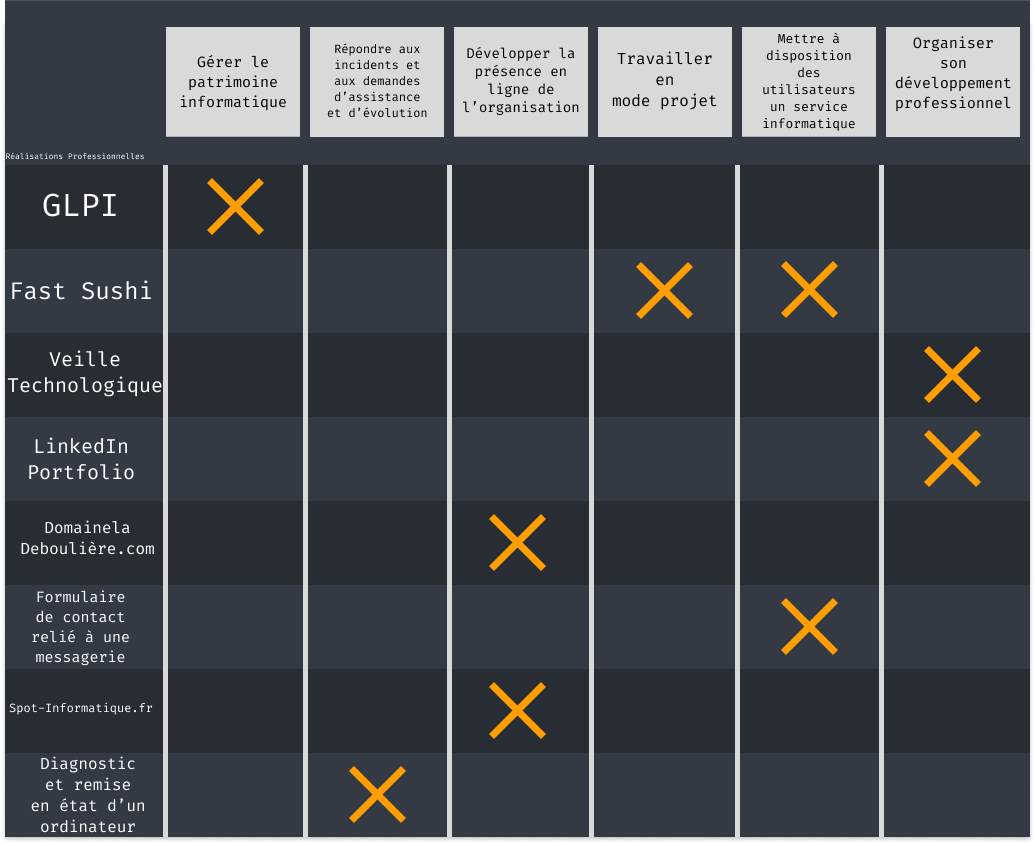 Gérer le
patrimoine
informatique
Répondre aux
incidents et
aux demandes
d’assistance
et d’évolution
Développer la
présence en
ligne de
l’organisation
Travailler
en
mode projet
Mettre à
disposition
des
utilisateurs
un service
informatique
Organiser
son
développement
professionnel
Réalisations Professionnelles
GLPI
Fast Sushi
Veille
Technologique
LinkedIn
Portfolio
Domainela
Deboulière.com
Formulaire
de contact
relié à une
messagerie
Spot-Informatique.fr
Diagnostic
et remise
en état d’un
ordinateur